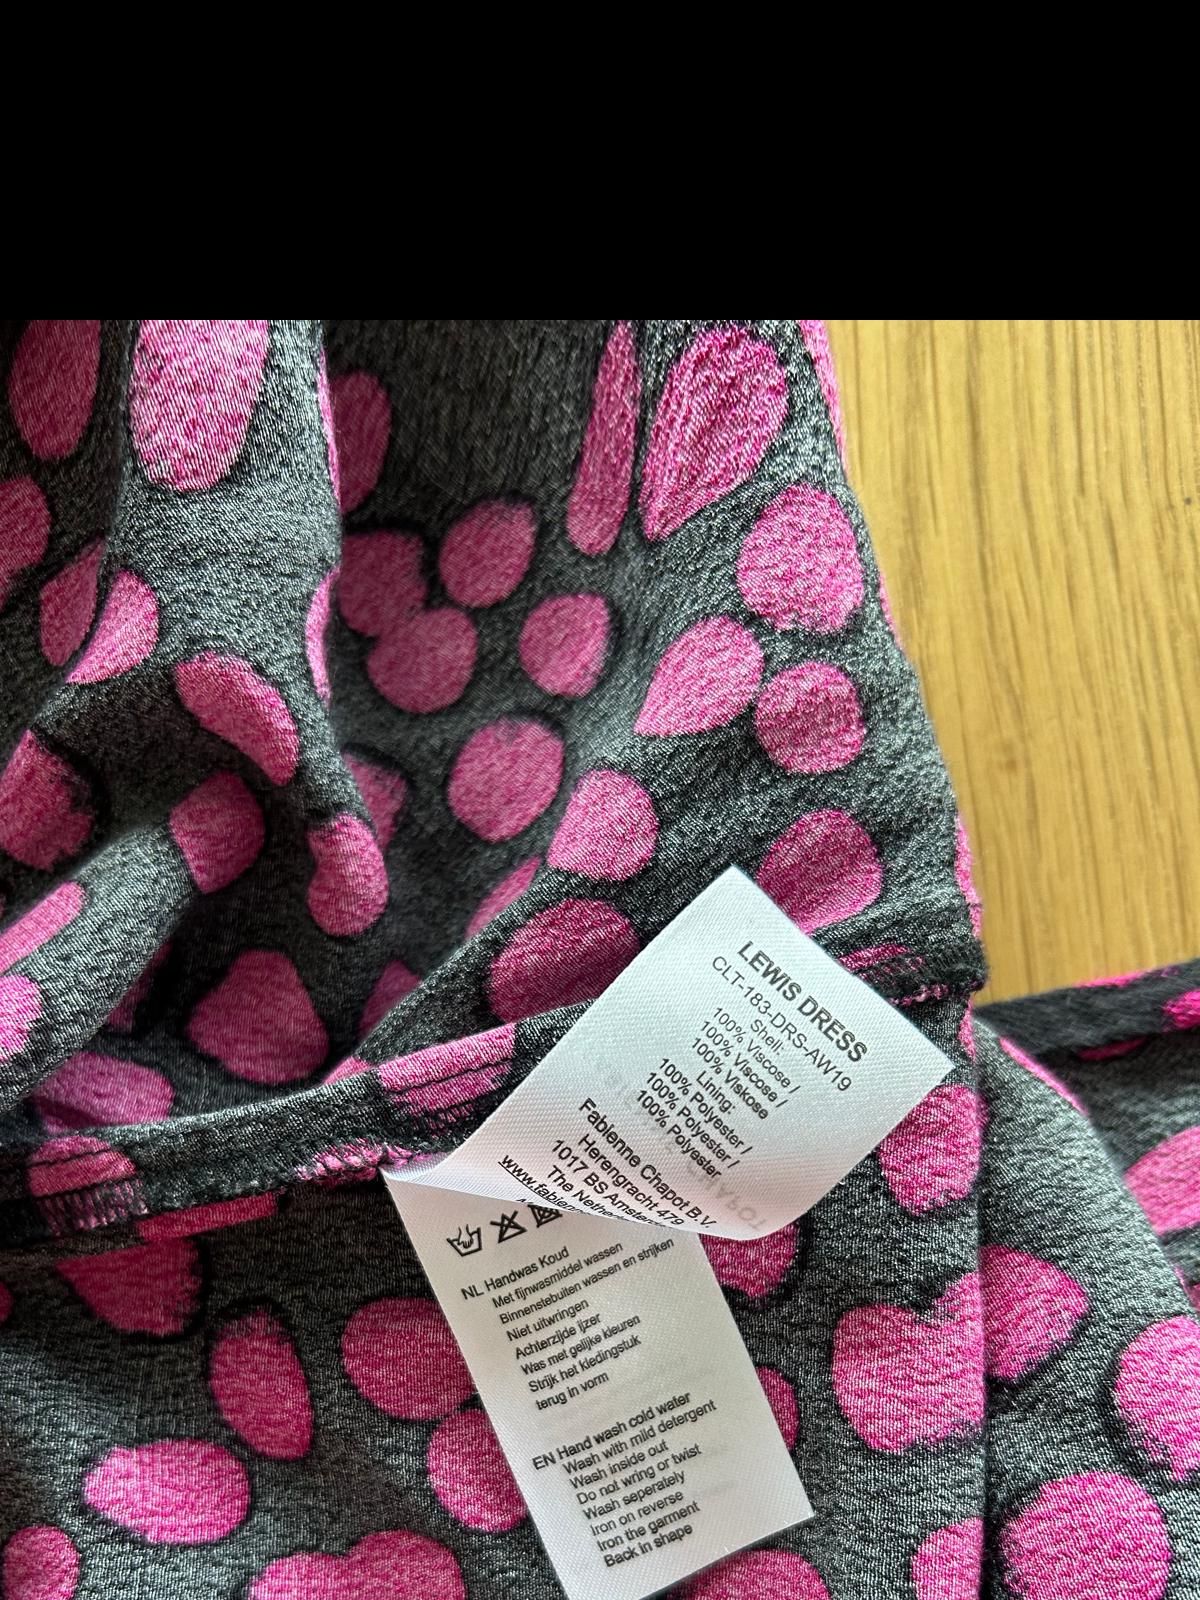 LEWIS DRESS
CLT-183-DRS-AW19
Shell:
100% Viscose /
100% Viscose /
100% Viskose
Lining:
100% Polyester /
100% Polyester /
100% Polyester
Fabienne Chapot B.V.
Herengracht 479
1017 BS
The
NL Handwas Koud
Met fijnwasmiddel wassen
Binnenstebuiten wassen en strijken
Niet uitwringen
Achterzijde ijzer
Was met gelijke kleuren
Strijk het kledingstuk
terug in vorm
EN Hand wash cold water
Wash with mild detergent
Wash inside out
Do not wring or twist
Wash seperately
Iron on reverse
Iron the garment
Back in shape